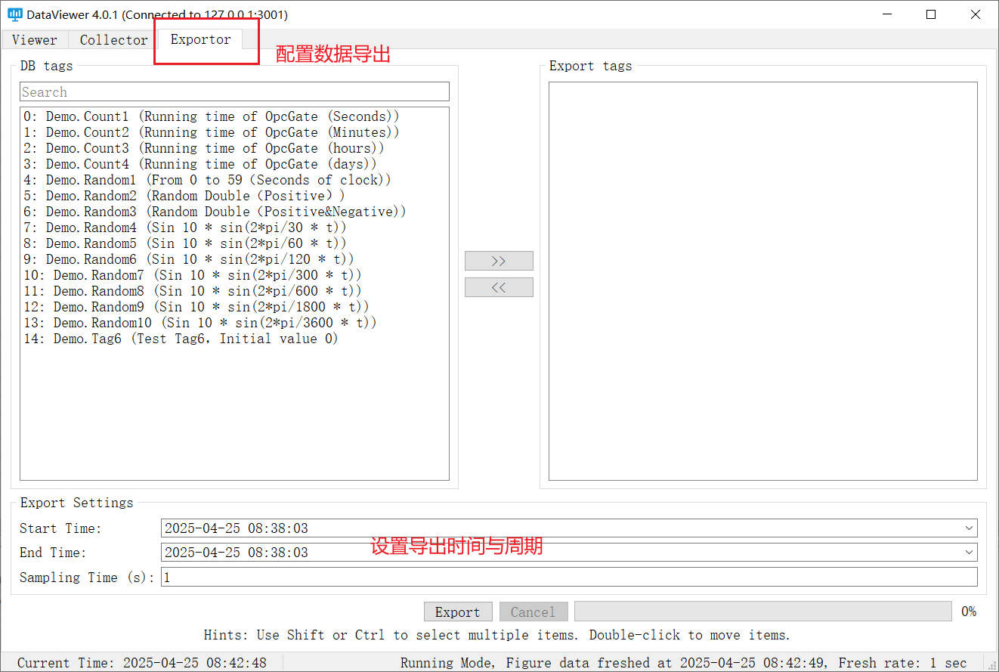 DataViewer 4.0.1 (Connected to 127.0.0.1:3001)
Viewer Collector Exportor
配置数据导出
DB tags
Export tags
Search
0: Demo.Count1 (Running time of OpcGate (Seconds))
1: Demo.Count2 (Running time of OpcGate (Minutes))
2: Demo.Count3 (Running time of OpcGate (hours))
3: Demo.Count4 (Running time of OpcGate (days))
4: Demo.Random1 (From 0 to 59 (Seconds of clock))
5: Demo.Random2 (Random Double（Positive）)
6: Demo.Random3 (Random Double（Positive&Negative))
7: Demo.Random4 (Sin 10 * sin(2*pi/30 * t))
8: Demo.Random5 (Sin 10 * sin(2*pi/60 * t))
9: Demo.Random6 (Sin 10 * sin(2*pi/120 * t))
10: Demo.Random7 (Sin 10 * sin(2*pi/300 * t))
11: Demo.Random8 (Sin 10 * sin(2*pi/600 * t))
12: Demo.Random9 (Sin 10 * sin(2*pi/1800 * t))
13: Demo.Random10 (Sin 10 * sin(2*pi/3600 * t))
14: Demo.Tag6 (Test Tag6，Initial value 0)
>>
<<
Export Settings
Start Time: 2025-04-25 08:38:03
End Time: 2025-04-25 08:38:03
设置导出时间与周期
Sampling Time (s): 1
Export Cancel 0%
Hints: Use Shift or Ctrl to select multiple items. Double-click to move items.
Current Time: 2025-04-25 08:42:48
Running Mode, Figure data freshed at 2025-04-25 08:42:49, Fresh rate: 1 sec